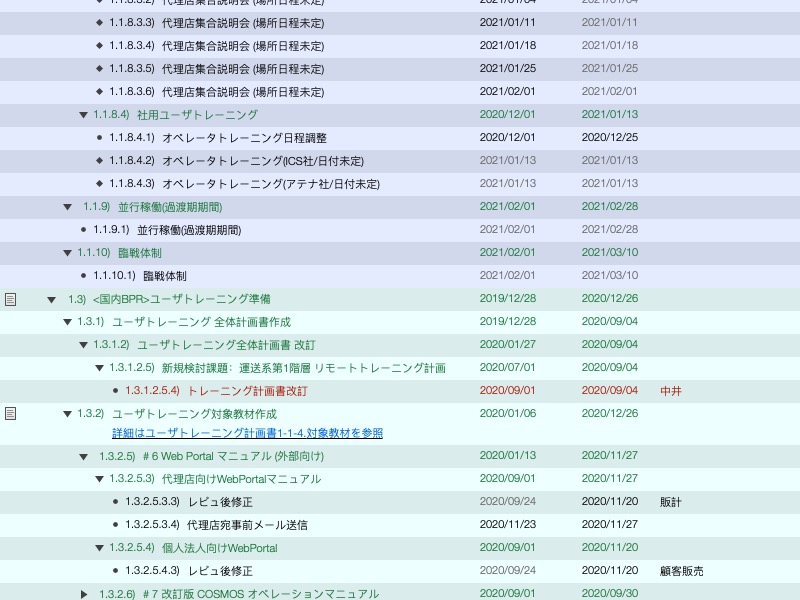 1.1.8.3.2) 代理店集合説明会 (場所日程未定) 2021/01/04 2021/01/04
1.1.8.3.3) 代理店集合説明会 (場所日程未定) 2021/01/11 2021/01/11
1.1.8.3.4) 代理店集合説明会 (場所日程未定) 2021/01/18 2021/01/18
1.1.8.3.5) 代理店集合説明会 (場所日程未定) 2021/01/25 2021/01/25
1.1.8.3.6) 代理店集合説明会 (場所日程未定) 2021/02/01 2021/02/01
1.1.8.4) 社用ユーザトレーニング 2020/12/01 2021/01/13
1.1.8.4.1) オペレータトレーニング日程調整 2020/12/01 2020/12/25
1.1.8.4.2) オペレータトレーニング(ICS社/日付未定) 2021/01/13 2021/01/13
1.1.8.4.3) オペレータトレーニング(アテナ社/日付未定) 2021/01/13 2021/01/13
1.1.9) 並行稼働(過渡期期間) 2021/02/01 2021/02/28
1.1.9.1) 並行稼働(過渡期期間) 2021/02/01 2021/02/28
1.1.10) 臨戦体制 2021/02/01 2021/03/10
1.1.10.1) 臨戦体制 2021/02/01 2021/03/10
1.3) <国内BPR>ユーザトレーニング準備 2019/12/28 2020/12/26
1.3.1) ユーザトレーニング 全体計画書作成 2019/12/28 2020/09/04
1.3.1.2) ユーザトレーニング全体計画書 改訂 2020/01/27 2020/09/04
1.3.1.2.5) 新規検討課題：運送系第1階層 リモートトレーニング計画 2020/07/01 2020/09/04
1.3.1.2.5.4) トレーニング計画書改訂 2020/09/01 2020/09/04 中井
1.3.2) ユーザトレーニング対象教材作成 2020/01/06 2020/12/26
詳細はユーザトレーニング計画書1-1-4.対象教材を参照
1.3.2.5) ＃6 Web Portal マニュアル (外部向け) 2020/01/13 2020/11/27
1.3.2.5.3) 代理店向けWebPortalマニュアル 2020/09/01 2020/11/27
1.3.2.5.3.3) レビュ後修正 2020/09/24 2020/11/20 販計
1.3.2.5.3.4) 代理店宛事前メール送信 2020/11/23 2020/11/27
1.3.2.5.4) 個人法人向けWebPortal 2020/09/01 2020/11/20
1.3.2.5.4.3) レビュ後修正 2020/09/24 2020/11/20 顧客販売
1.3.2.6) ＃7 改訂版 COSMOS オペレーションマニュアル 2020/09/01 2020/09/30